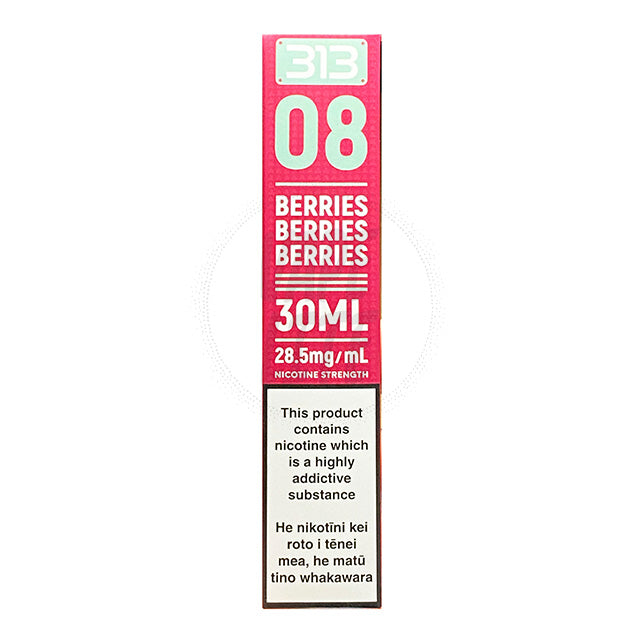 313
08
BERRIES
BERRIES
BERRIES
30ML
28.5mg/mL
NICOTINE STRENGTH
This product
contains
nicotine which
is a highly
addictive
substance
He nikotīni kei
roto i tēnei
mea, he matū
tino whakawara